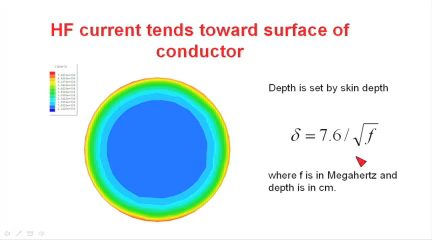 HF current tends toward surface of
conductor
Depth is set by skin depth
δ = 7.6 / √f
where f is in Megahertz and
depth is in cm.